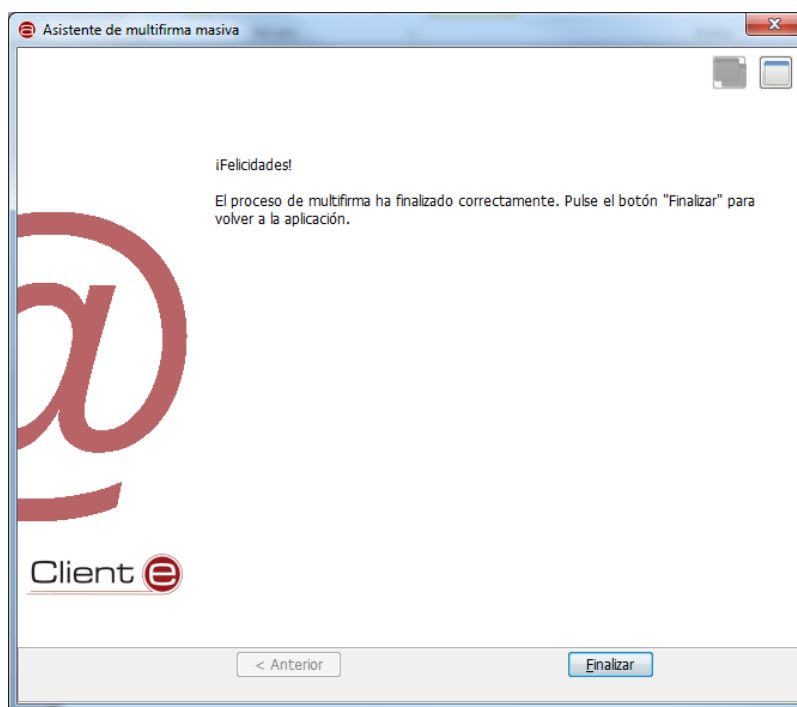 Asistente de multifirma masiva
¡Felicidades!
El proceso de multifirma ha finalizado correctamente. Pulse el botón "Finalizar" para
volver a la aplicación.
@
Client e
< Anterior
Finalizar